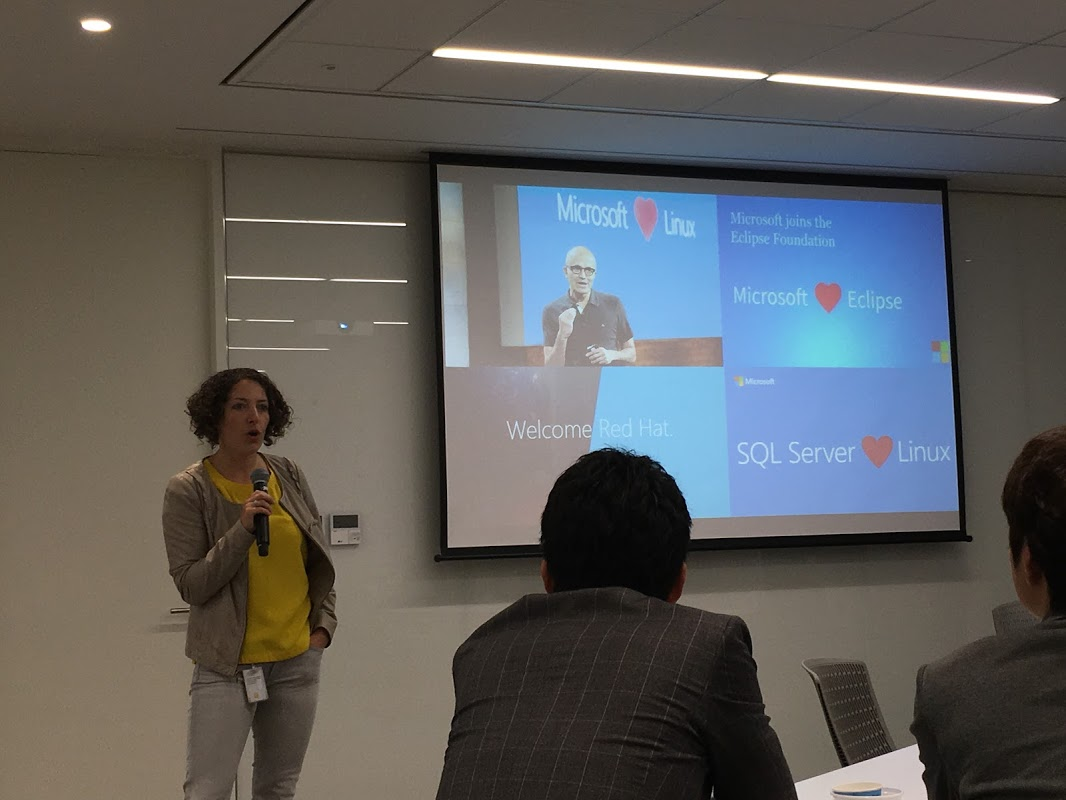 Microsoft ❤ Linux
Microsoft joins the
Eclipse Foundation
Microsoft ❤ Eclipse
Welcome Red Hat.
Microsoft
SQL Server ❤ Linux